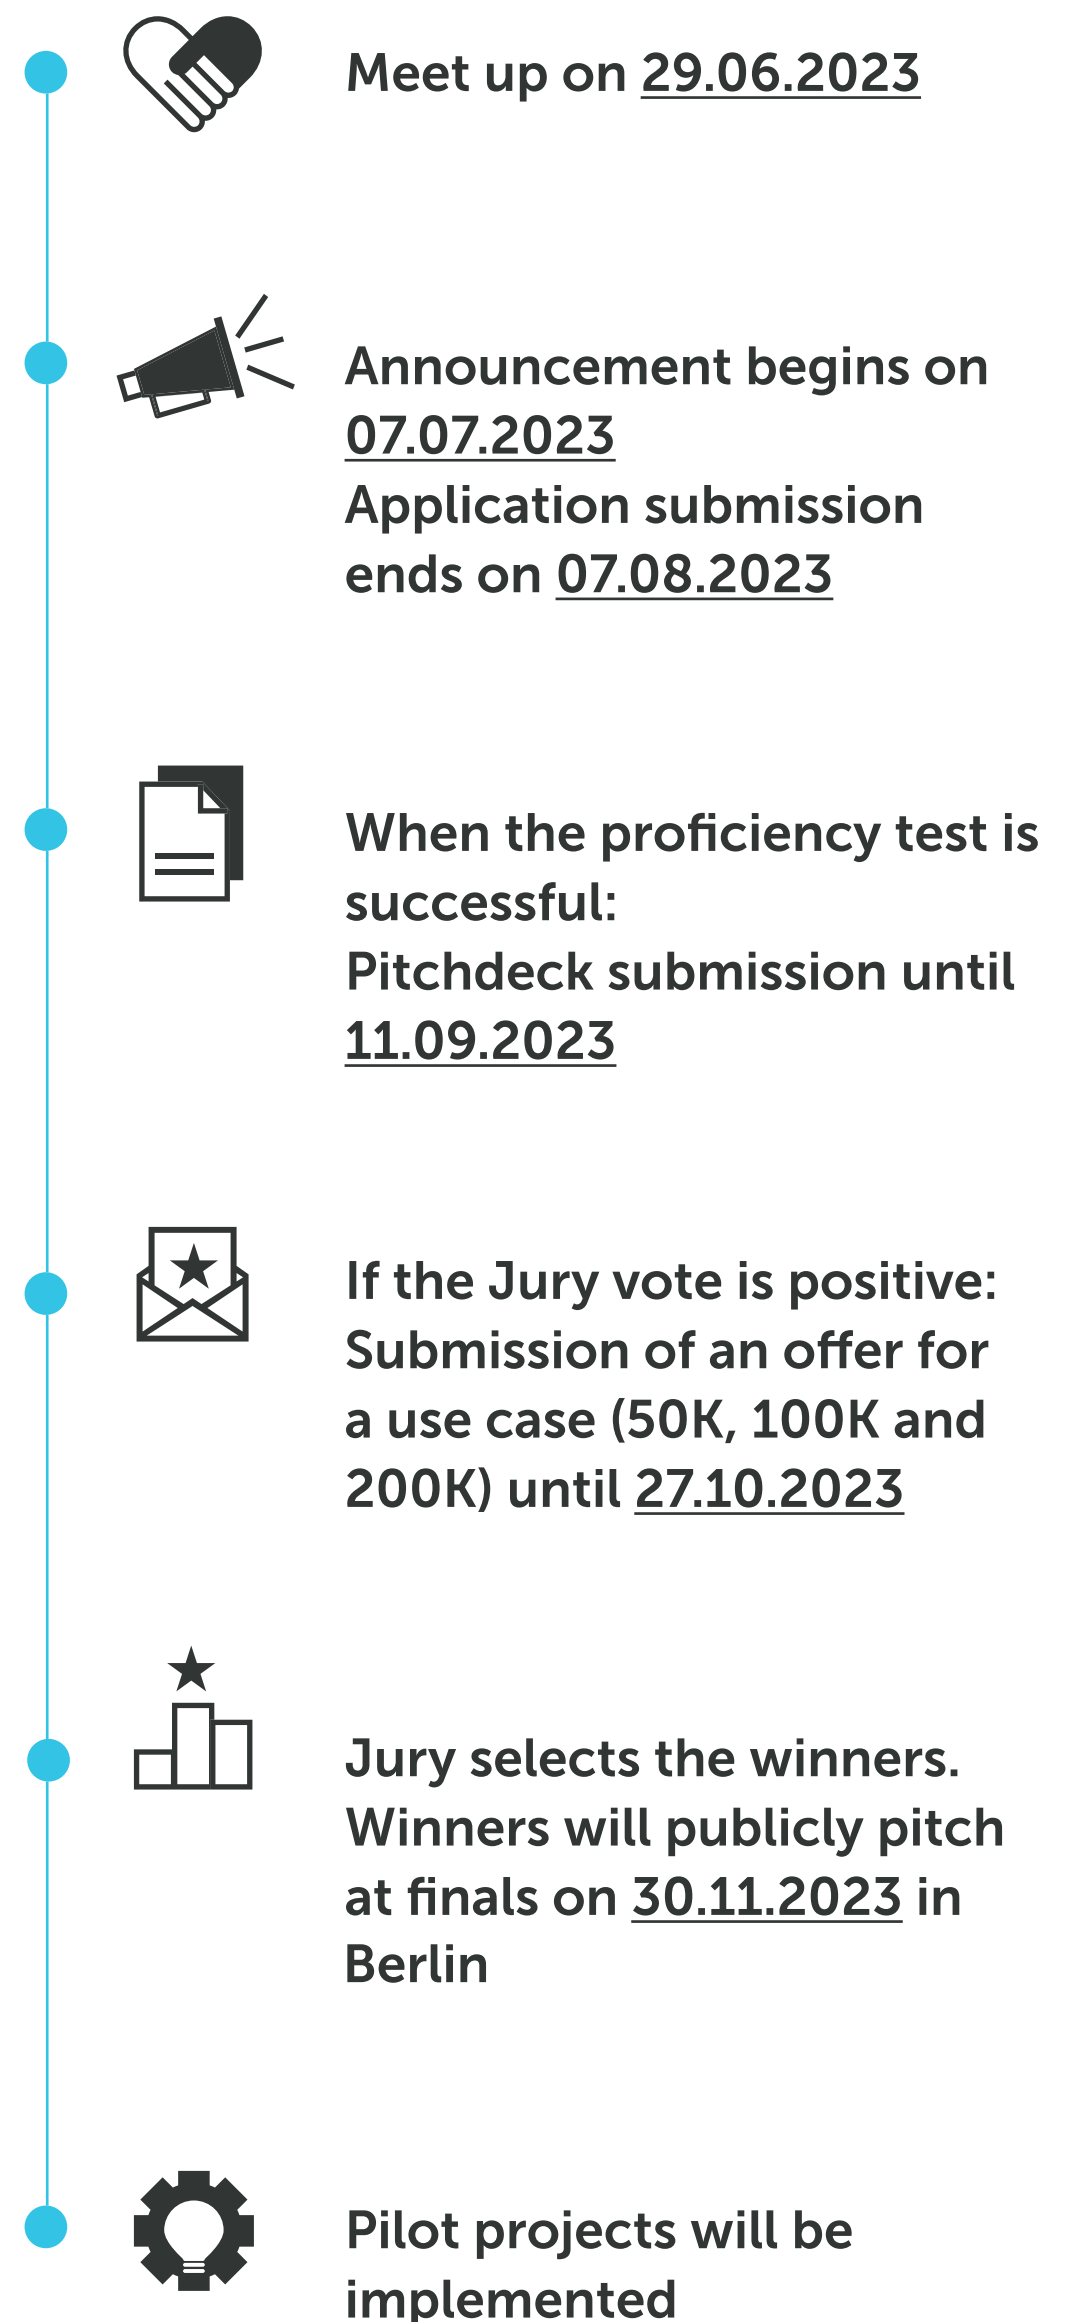 Meet up on 29.06.2023
Announcement begins on
07.07.2023
Application submission
ends on 07.08.2023
When the proficiency test is
successful:
Pitchdeck submission until
11.09.2023
If the Jury vote is positive:
Submission of an offer for
a use case (50K, 100K and
200K) until 27.10.2023
Jury selects the winners.
Winners will publicly pitch
at finals on 30.11.2023 in
Berlin
Pilot projects will be
implemented